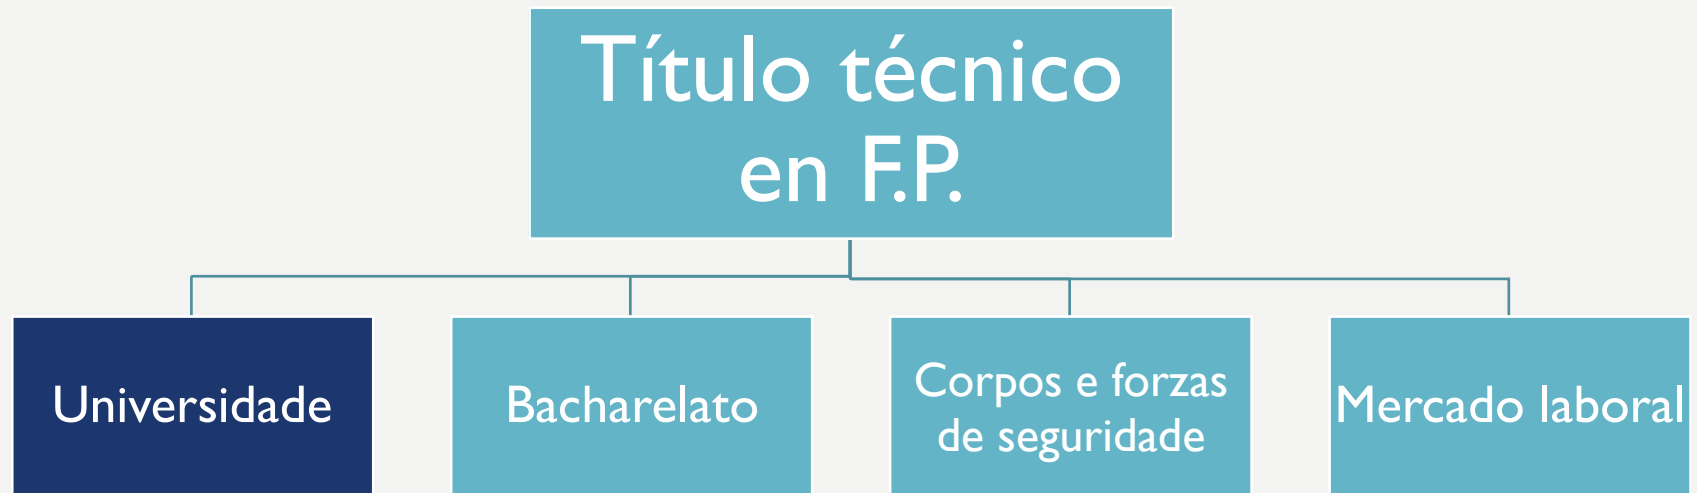 Título técnico
en F.P.
Universidade
Bacharelato
Corpos e forzas
de seguridade
Mercado laboral